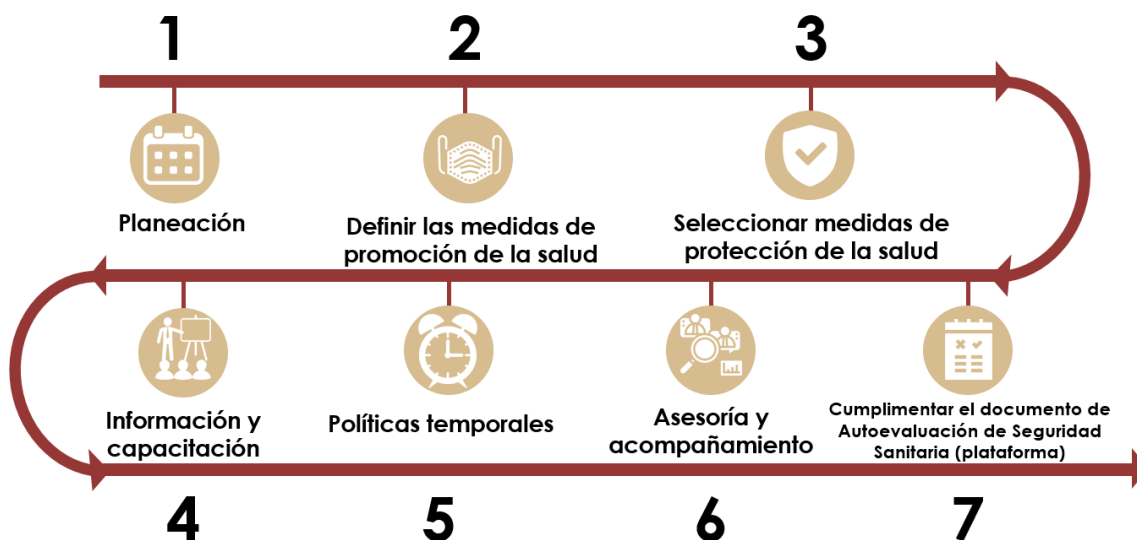 1
2
3
Planeación
Definir las medidas de
promoción de la salud
Seleccionar medidas de
protección de la salud
Información y
capacitación
Políticas temporales
Asesoría y
acompañamiento
Cumplimentar el documento de
Autoevaluación de Seguridad
Sanitaria (plataforma)
4
5
6
7